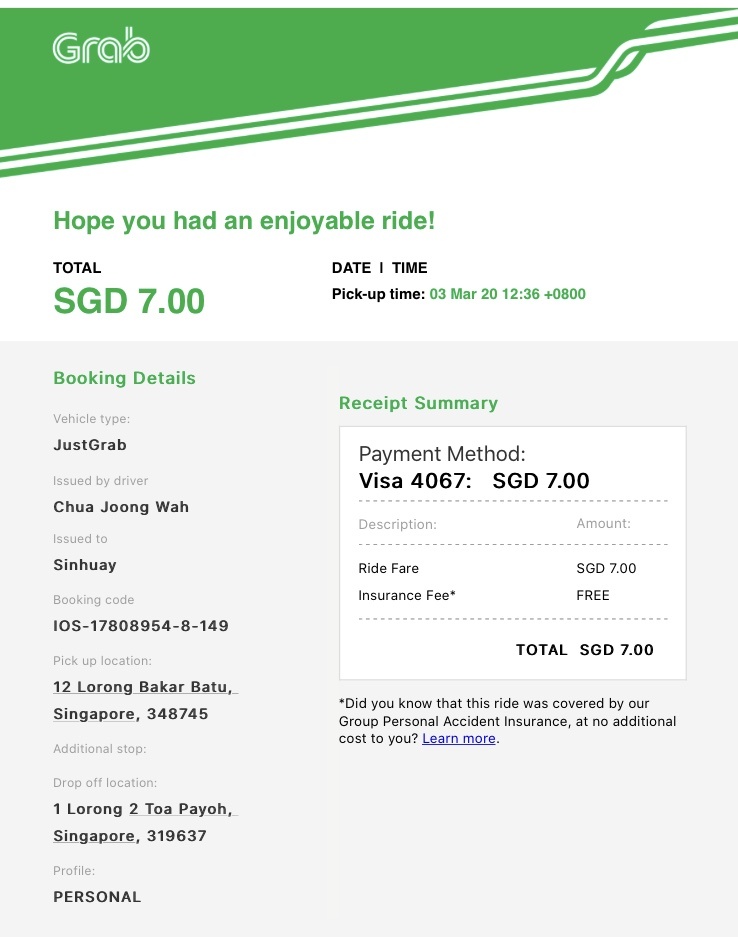 Grab
Hope you had an enjoyable ride!
TOTAL
SGD 7.00
DATE | TIME
Pick-up time: 03 Mar 20 12:36 +0800
Booking Details
Vehicle type:
JustGrab
Issued by driver
Chua Joong Wah
Issued to
Sinhuay
Booking code
IOS-17808954-8-149
Pick up location:
12 Lorong Bakar Batu,
Singapore, 348745
Additional stop:
Drop off location:
1 Lorong 2 Toa Payoh,
Singapore, 319637
Profile:
PERSONAL
Receipt Summary
Payment Method:
Visa 4067: SGD 7.00
Description: Amount:
Ride Fare SGD 7.00
Insurance Fee* FREE
TOTAL SGD 7.00
*Did you know that this ride was covered by our
Group Personal Accident Insurance, at no additional
cost to you? Learn more.